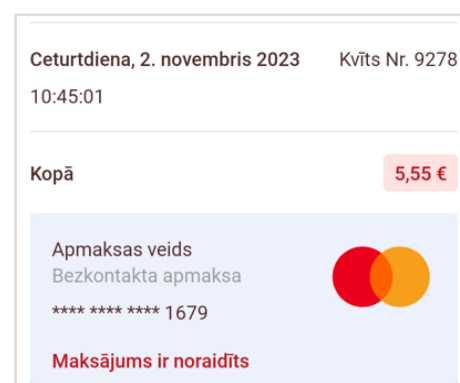 Ceturtdiena, 2. novembris 2023 Kvīts Nr. 9278
10:45:01
Kopā 5,55 €
Apmaksas veids
Bezkontakta apmaksa
**** **** **** 1679
Maksājums ir noraidīts